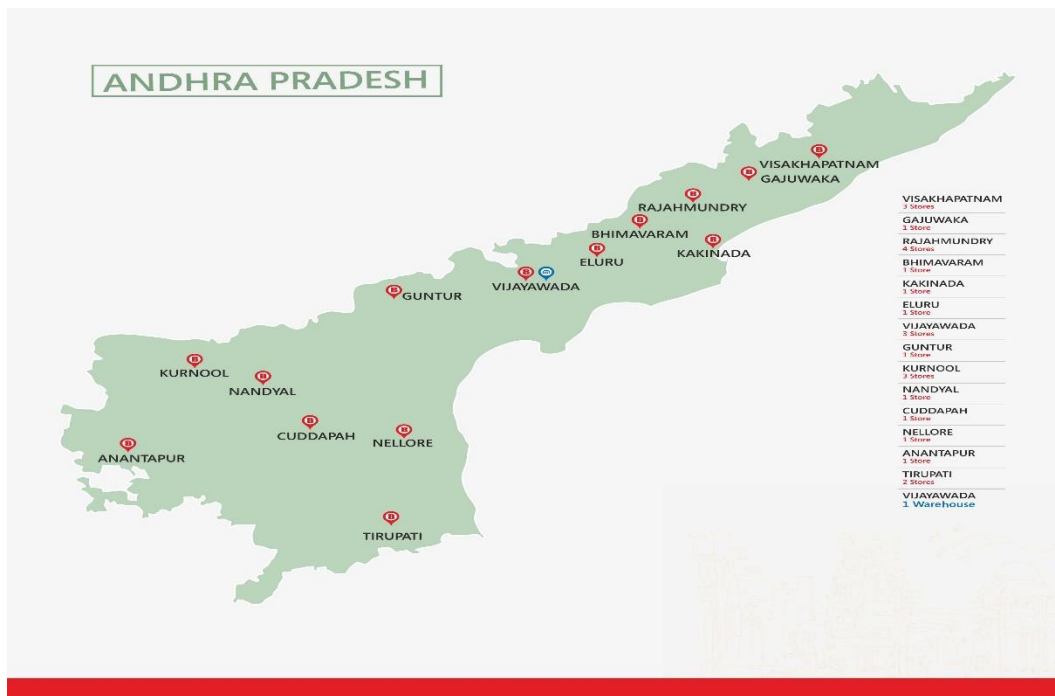 ANDHRA PRADESH
VISAKHAPATNAM
GAJUWAKA
RAJAHMUNDRY
BHIMAVARAM
KAKINADA
ELURU
VIJAYAWADA
GUNTUR
KURNOOL
NANDYAL
CUDDAPAH
NELLORE
ANANTAPUR
TIRUPATI
VISAKHAPATNAM
3 Stores
GAJUWAKA
1 Store
RAJAHMUNDRY
4 Stores
BHIMAVARAM
1 Store
KAKINADA
1 Store
ELURU
1 Store
VIJAYAWADA
3 Stores
GUNTUR
1 Store
KURNOOL
3 Stores
NANDYAL
1 Store
CUDDAPAH
1 Store
NELLORE
1 Store
ANANTAPUR
1 Store
TIRUPATI
2 Stores
VIJAYAWADA
1 Warehouse